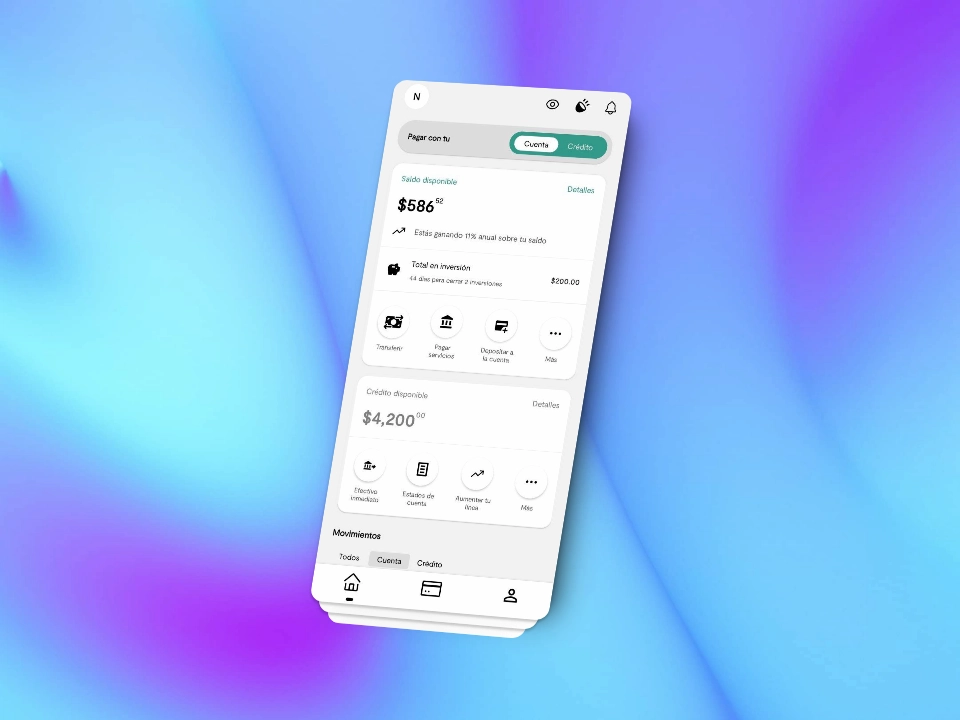 N
Pagar con tu
Cuenta Crédito
Saldo disponible Detalles
$586 52
Estás ganando 11% anual sobre tu saldo
Total en inversión $200.00
44 días para cerrar 2 inversiones
Transferir
Pagar
servicios
Depositar a
la cuenta
Más
Crédito disponible Detalles
$4,200 00
Efectivo
inmediato
Estados de
cuenta
Aumentar tu
línea
Más
Movimientos
Todos Cuenta Crédito